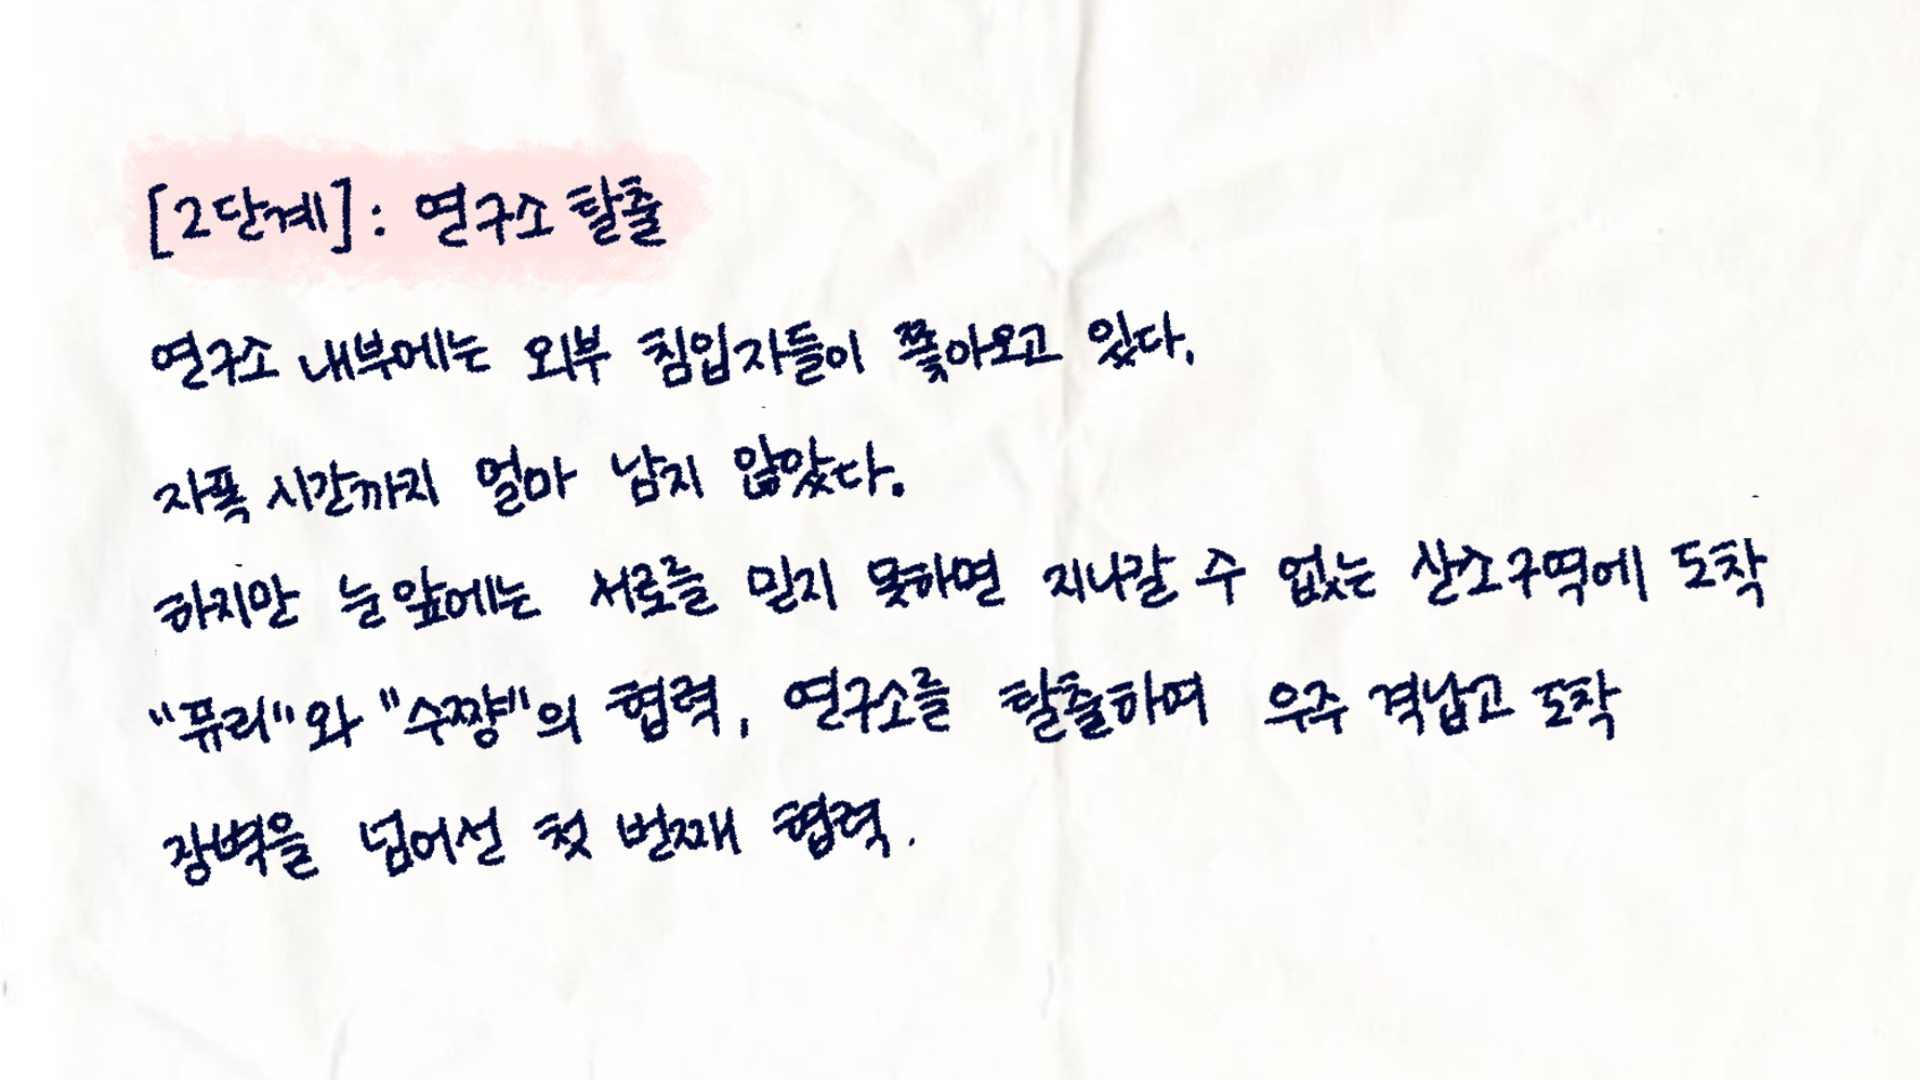 [2단계]: 연구소 탈출
연구소 내부에는 외부 침입자들이 쫓아오고 있다.
자폭 시간까지 얼마 남지 않았다.
하지만 눈앞에는 서로를 믿지 못하면 지나갈 수 없는 산소구역에 도착
"퓨리"와 "수쨩"의 협력, 연구소를 탈출하며 우주 격납고 도착
장벽을 넘어선 첫 번째 협력.